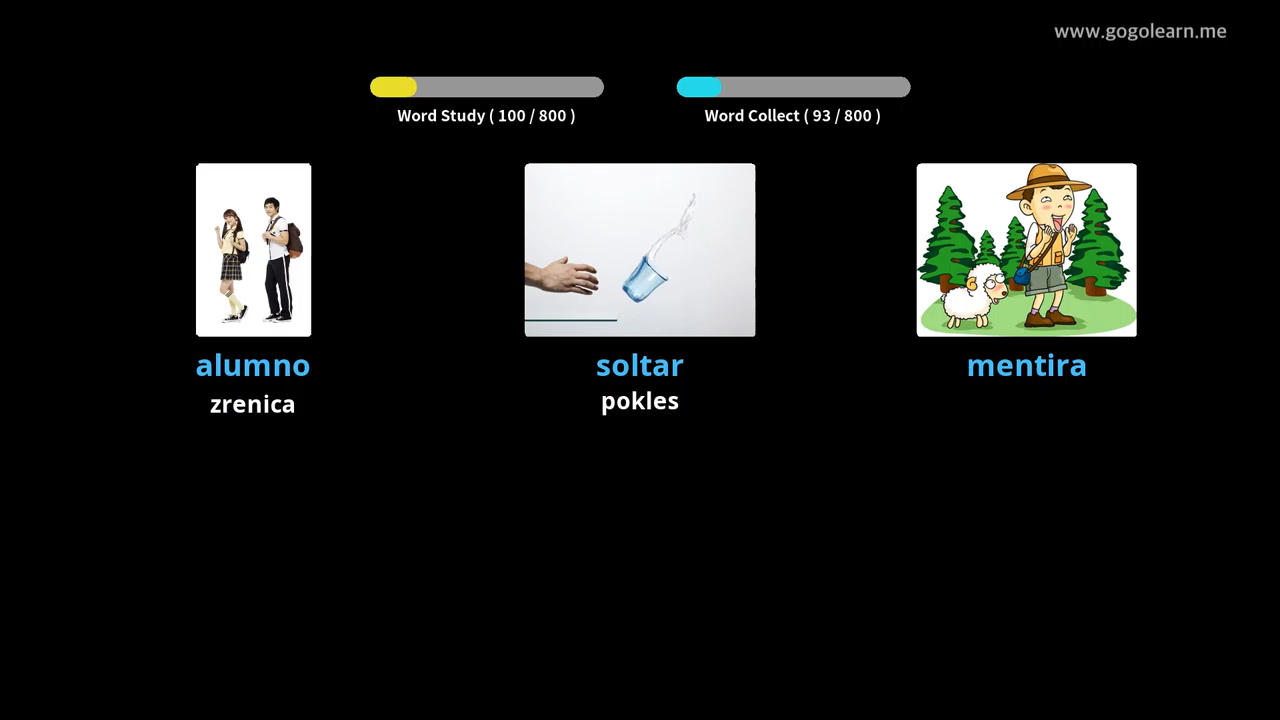 www.gogolearn.me
Word Study ( 100 / 800 )
Word Collect ( 93 / 800 )
alumno
zrenica
soltar
pokles
mentira